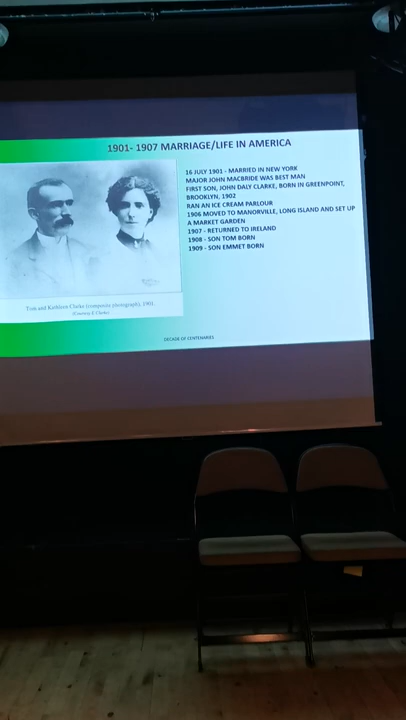 1901- 1907 MARRIAGE/LIFE IN AMERICA
16 JULY 1901 - MARRIED IN NEW YORK
MAJOR JOHN MACBRIDE WAS BEST MAN
FIRST SON, JOHN DALY CLARKE, BORN IN GREENPOINT,
BROOKLYN, 1902
RAN AN ICE CREAM PARLOUR
1906 MOVED TO MANORVILLE, LONG ISLAND AND SET UP
A MARKET GARDEN
1907 - RETURNED TO IRELAND
1908 - SON TOM BORN
1909 - SON EMMET BORN
Tom and Kathleen Clarke (composite photograph), 1901
(Courtesy E Clarke)
DECADE OF CENTENARIES